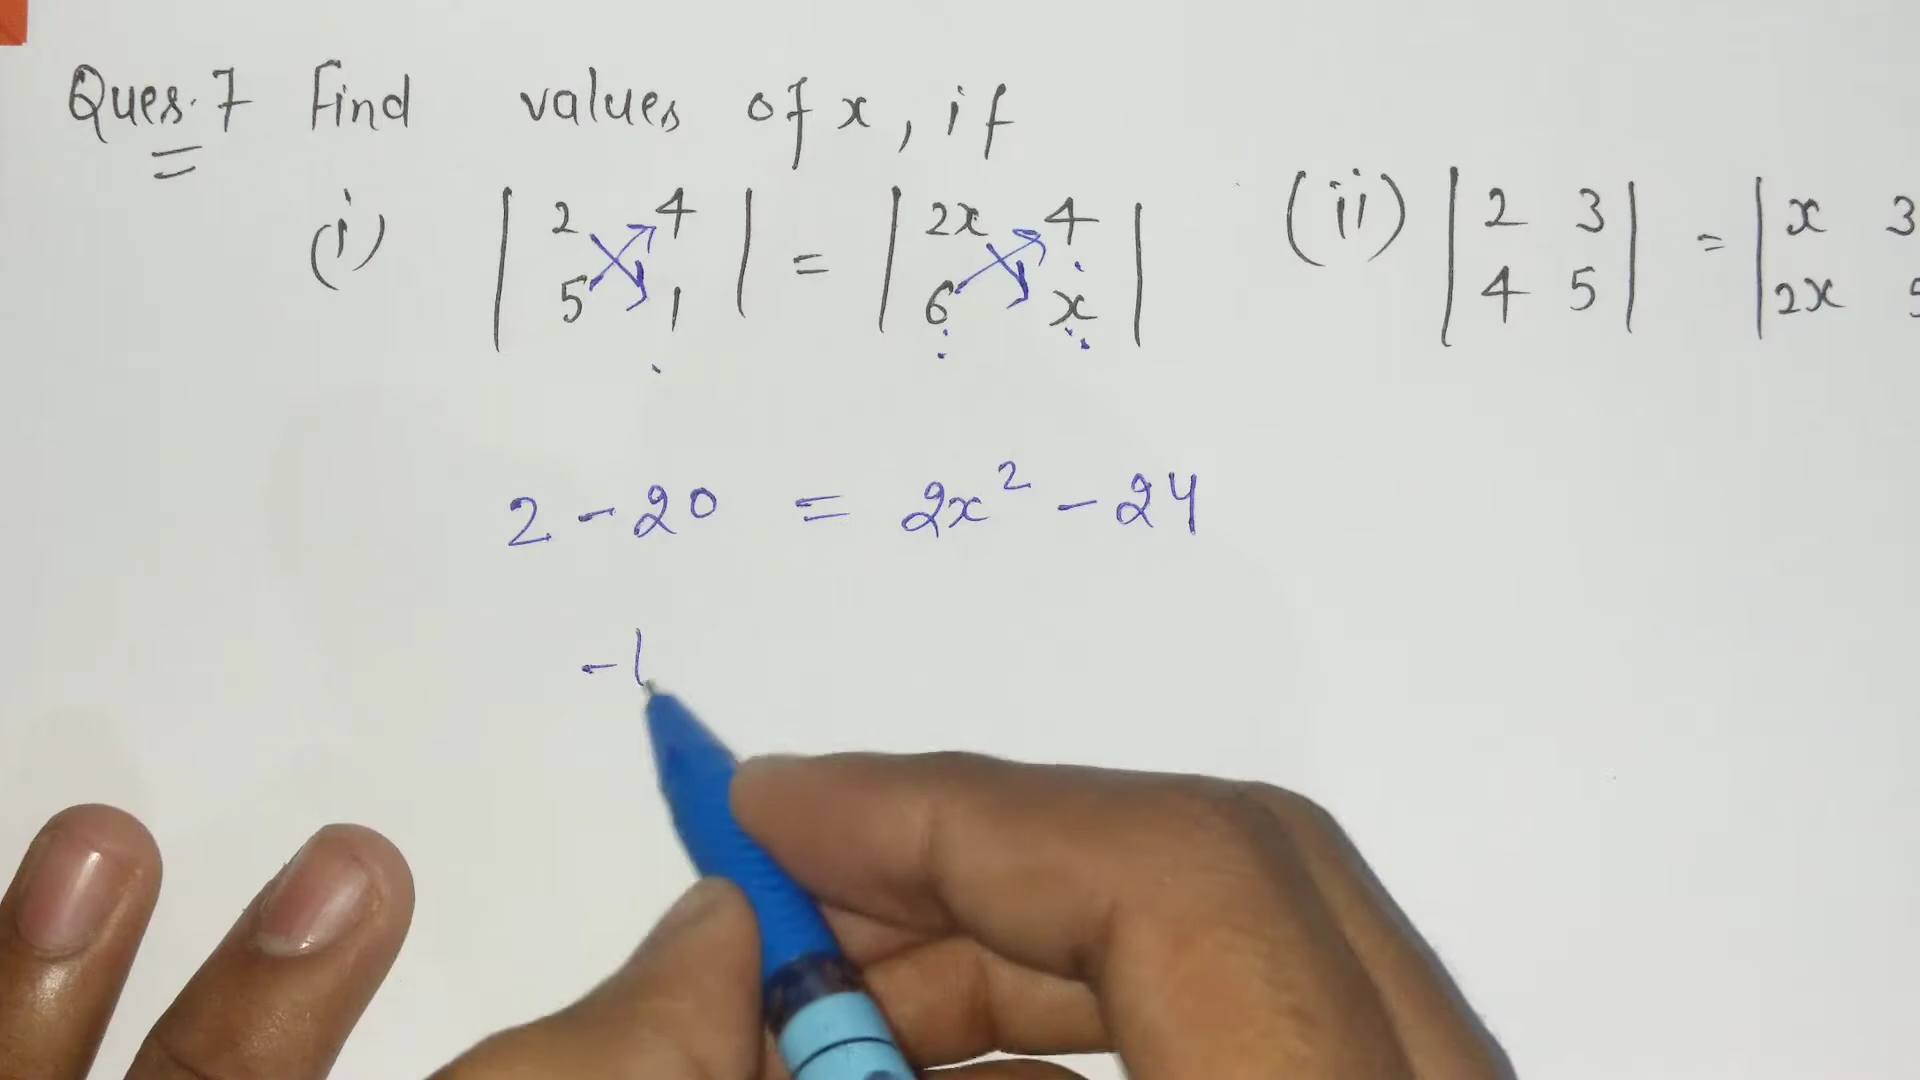 Ques.7 Find values of x, if
(i) | 2 4 | = | 2x 4 | (ii) | 2 3 | = | x 3
| 5 1 | | 6 x | | 4 5 | | 2x 5
2 - 20 = 2x² - 24
-1